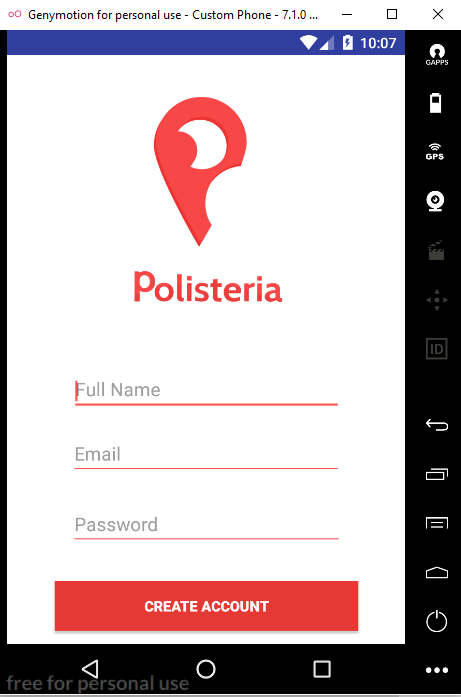 Genymotion for personal use - Custom Phone - 7.1.0 ...
10:07
GAPPS
GPS
ID
Polisteria
Full Name
Email
Password
CREATE ACCOUNT
free for personal use